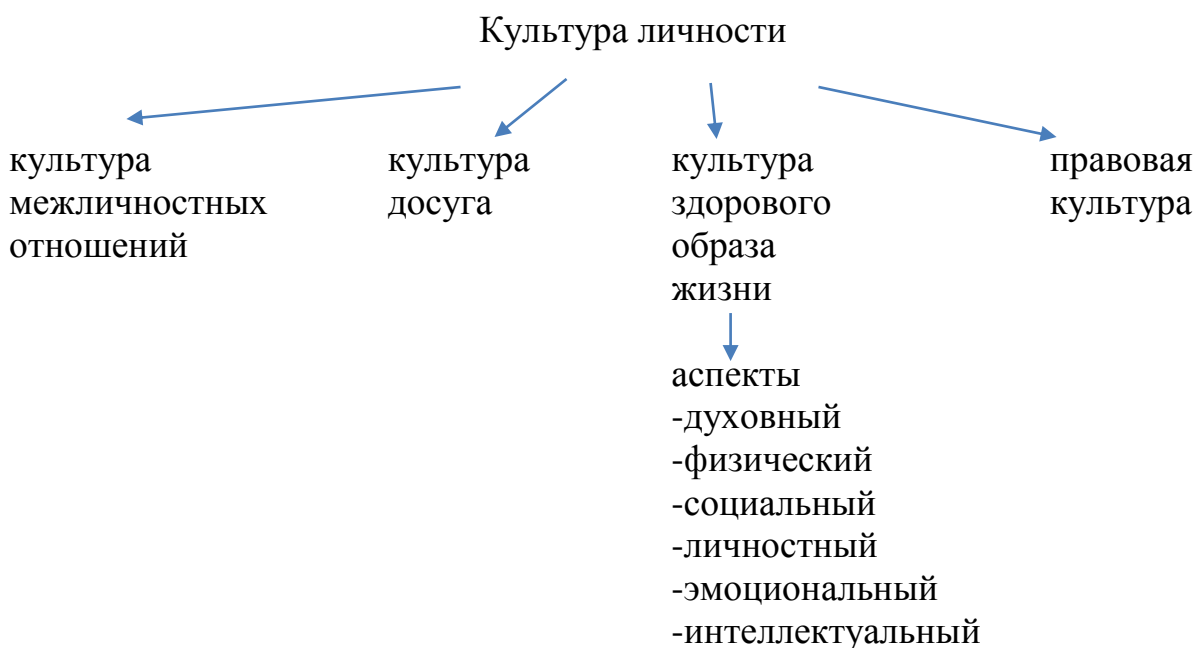 Культура личности
культура
межличностных
отношений
культура
досуга
культура
здорового
образа
жизни
правовая
культура
аспекты
-духовный
-физический
-социальный
-личностный
-эмоциональный
-интеллектуальный